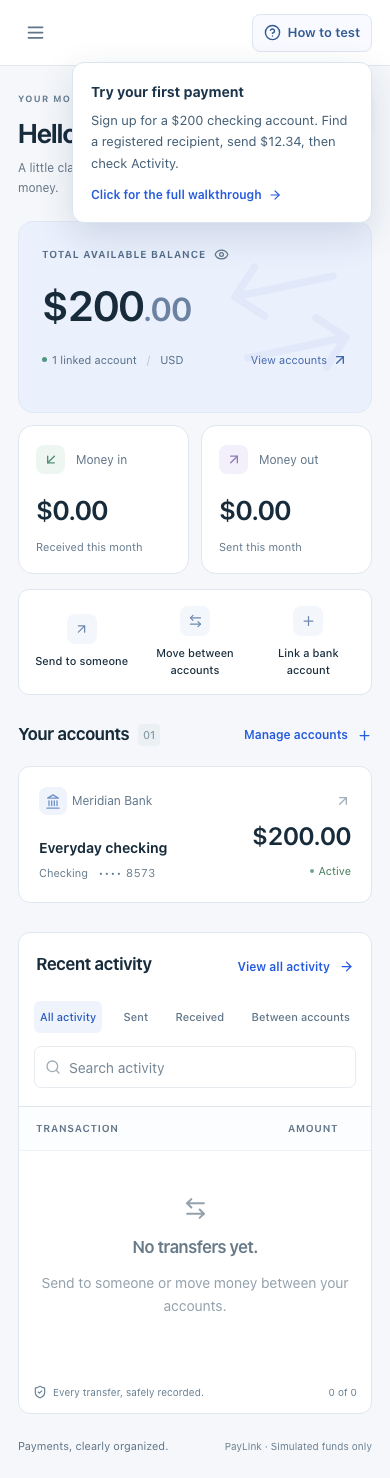 How to test
Try your first payment
Sign up for a $200 checking account. Find
a registered recipient, send $12.34, then
check Activity.
Click for the full walkthrough
YOUR MO
Hello
A little cla
money.
TOTAL AVAILABLE BALANCE
$200.00
1 linked account / USD
View accounts
Money in
$0.00
Received this month
Money out
$0.00
Sent this month
Send to someone
Move between
accounts
Link a bank
account
Your accounts 01
Manage accounts
Meridian Bank
Everyday checking
Checking •••• 8573
$200.00
Active
Recent activity
View all activity
All activity Sent Received Between accounts
Search activity
TRANSACTION AMOUNT
No transfers yet.
Send to someone or move money between your
accounts.
Every transfer, safely recorded. 0 of 0
Payments, clearly organized. PayLink · Simulated funds only